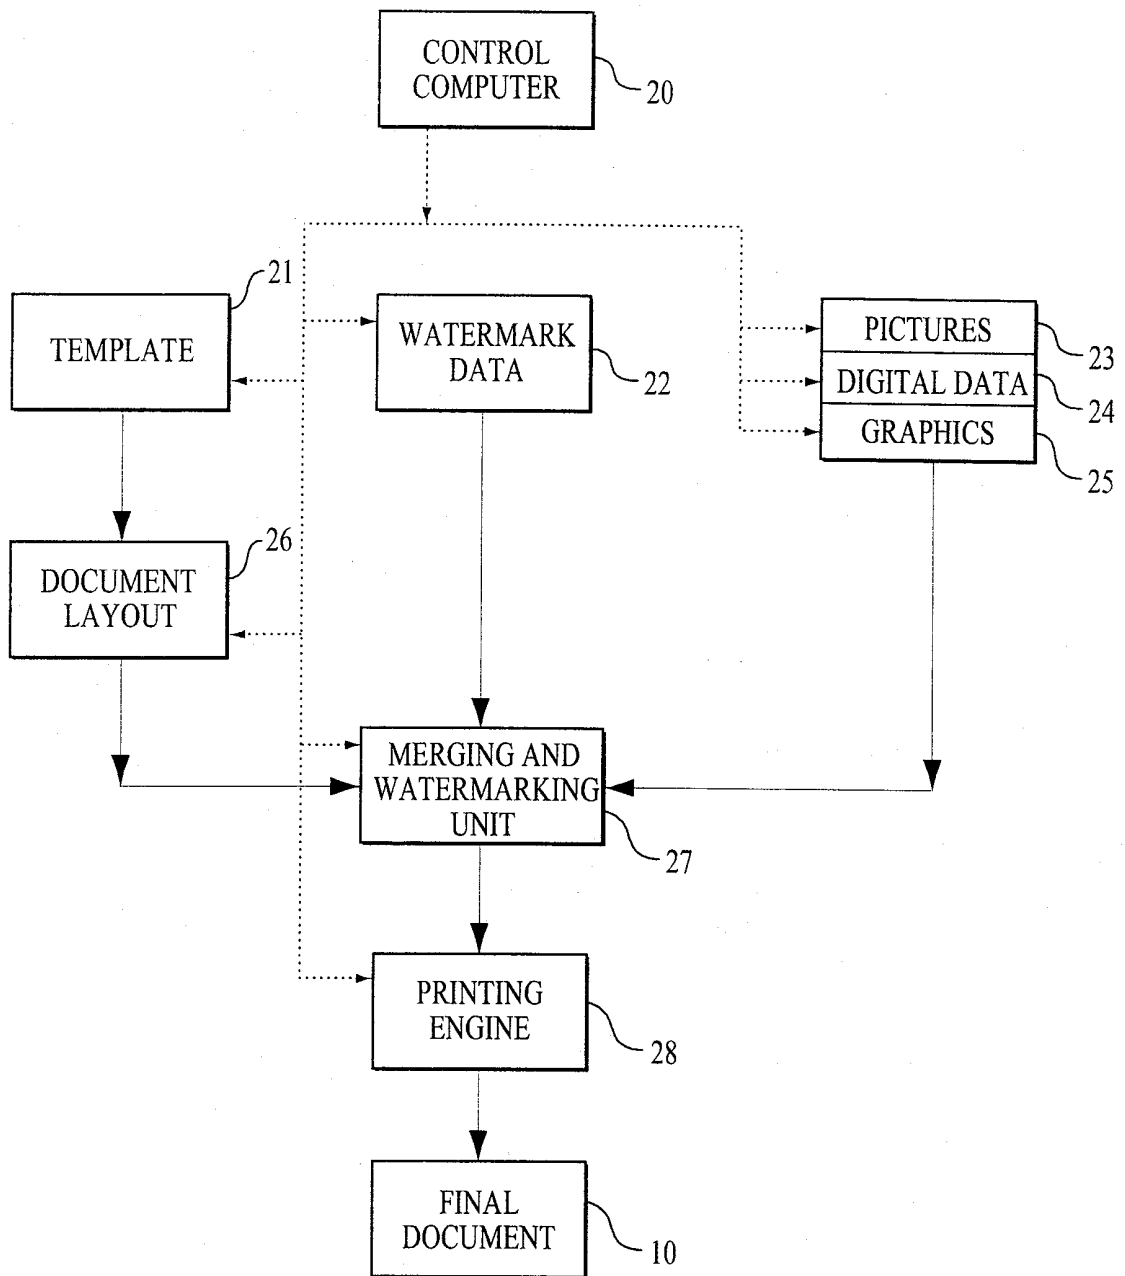 CONTROL
COMPUTER
20
21
TEMPLATE
WATERMARK
DATA
22
PICTURES
23
DIGITAL DATA
24
GRAPHICS
25
26
DOCUMENT
LAYOUT
MERGING AND
WATERMARKING
UNIT
27
PRINTING
ENGINE
28
FINAL
DOCUMENT
10